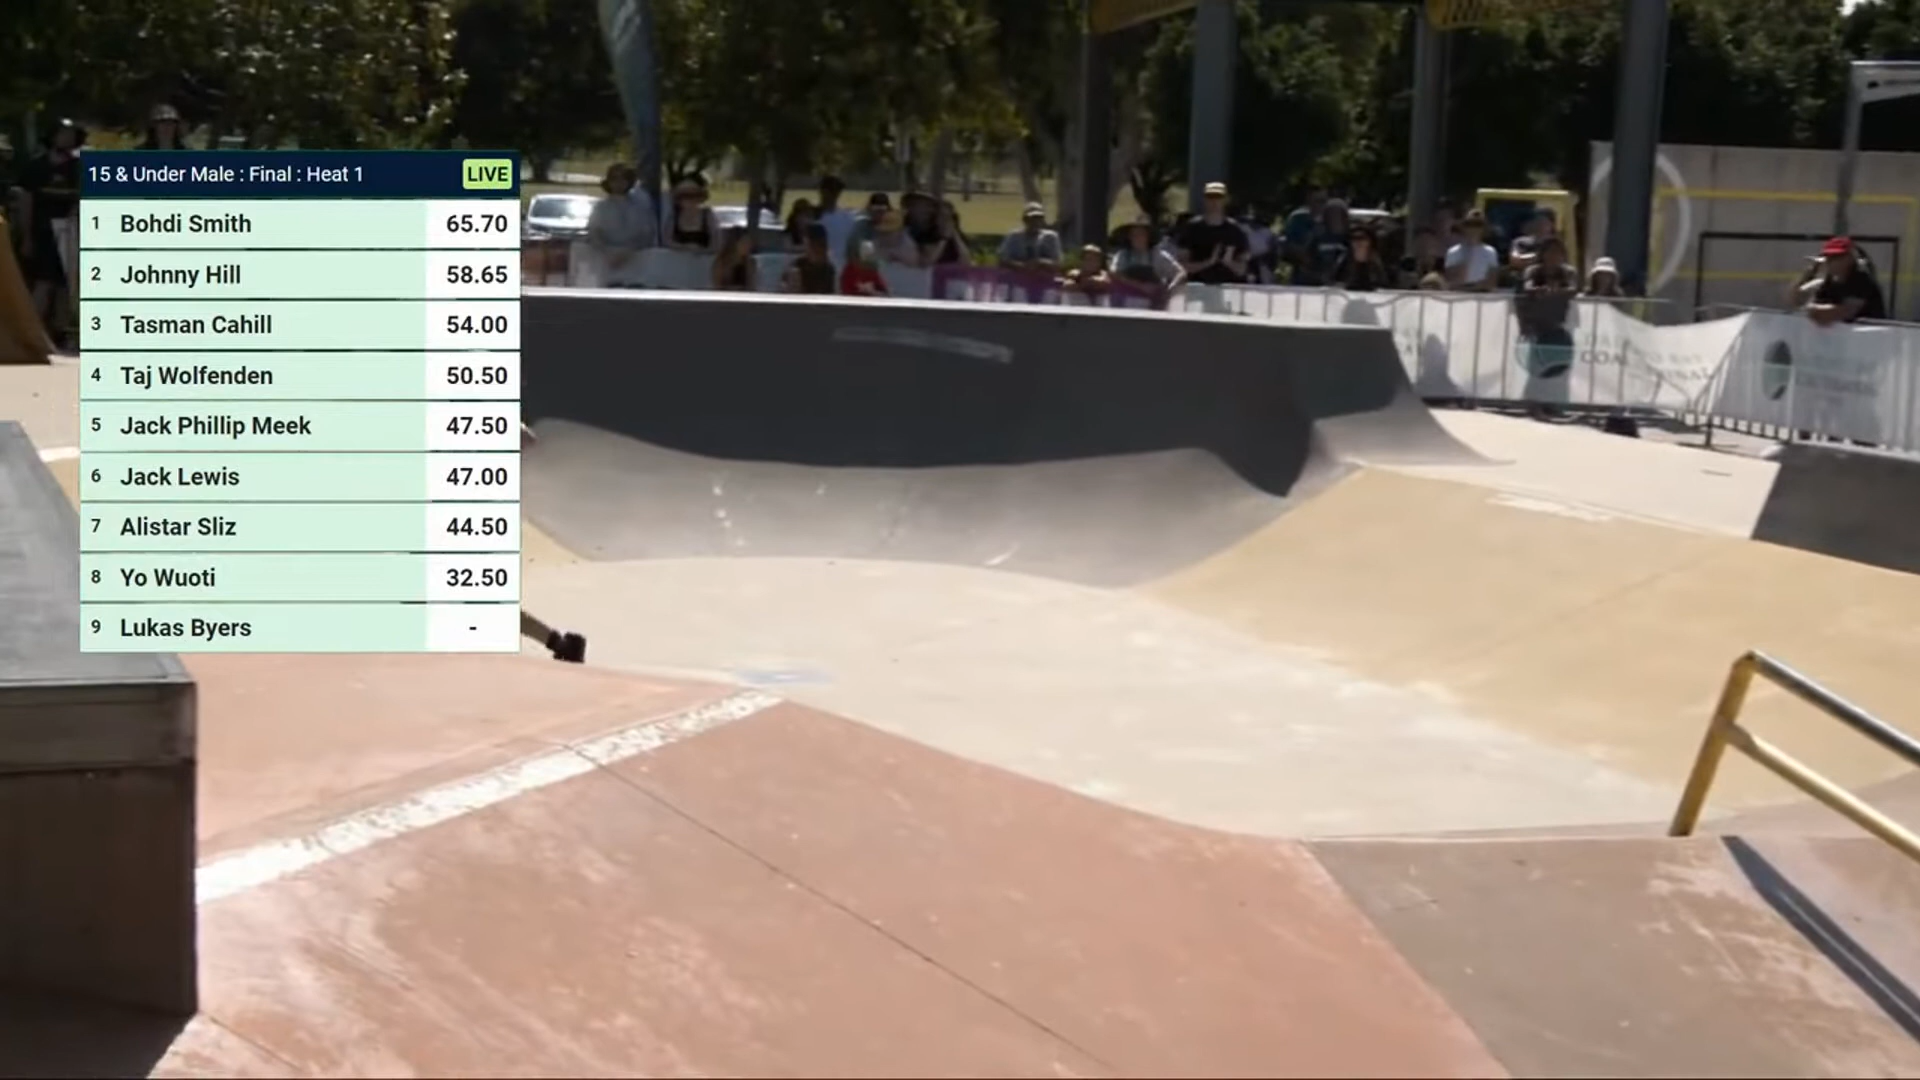 15 & Under Male : Final : Heat 1 LIVE
1 Bohdi Smith 65.70
2 Johnny Hill 58.65
3 Tasman Cahill 54.00
4 Taj Wolfenden 50.50
5 Jack Phillip Meek 47.50
6 Jack Lewis 47.00
7 Alistar Sliz 44.50
8 Yo Wuoti 32.50
9 Lukas Byers -